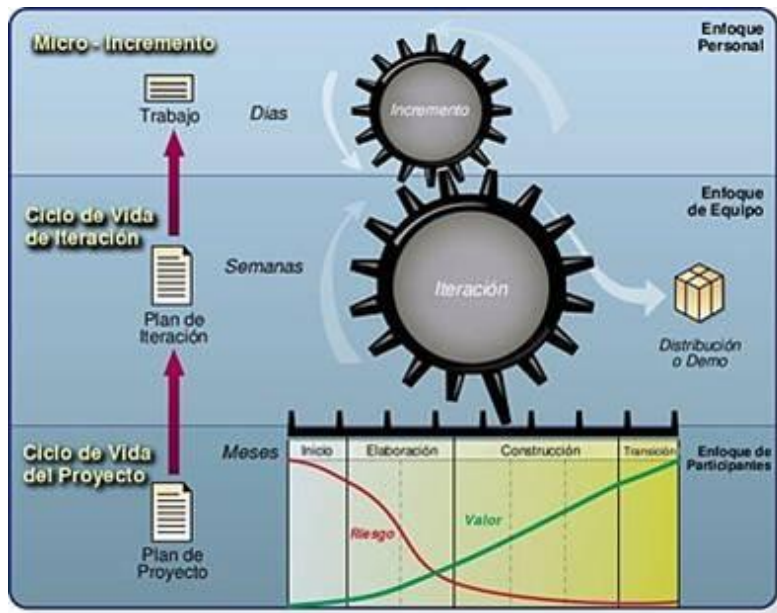 Micro - Incremento
Enfoque
Personal
Trabajo
Días
Incremento
Ciclo de Vida
de Iteración
Enfoque
de Equipo
Semanas
Iteración
Plan de
Iteración
Distribución
o Demo
Ciclo de Vida
del Proyecto
Meses
Inicio
Elaboración
Construcción
Transición
Enfoque de
Participantes
Riesgo
Valor
Plan de
Proyecto